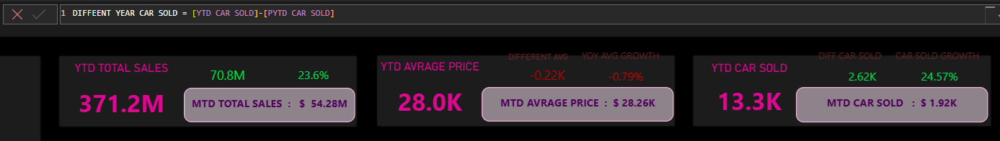 1 DIFFEENT YEAR CAR SOLD = [YTD CAR SOLD]-[PYTD CAR SOLD]
YTD TOTAL SALES
70.8M 23.6%
371.2M
MTD TOTAL SALES : $ 54.28M
DIFFERENT AVG YOY AVG GROWTH
YTD AVRAGE PRICE
-0.22K -0.79%
28.0K
MTD AVRAGE PRICE : $ 28.26K
DIFF CAR SOLD CAR SOLD GROWTH
YTD CAR SOLD
2.62K 24.57%
13.3K
MTD CAR SOLD : $ 1.92K